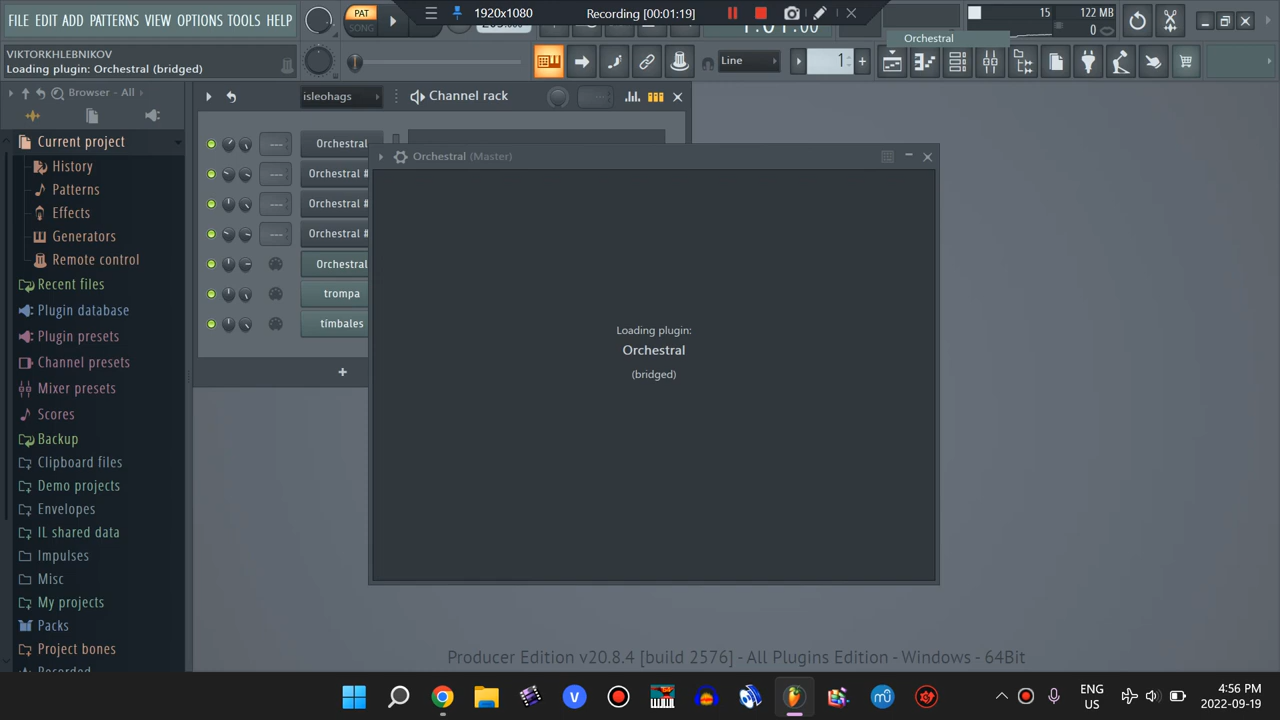 FILE EDIT ADD PATTERNS VIEW OPTIONS TOOLS HELP
PAT
SONG
1920x1080
Recording [00:01:19]
15
122 MB
0
Orchestral
VIKTORKHLEBNIKOV
Loading plugin: Orchestral (bridged)
Line
1
Browser - All
isleohags
Channel rack
Current project
History
Patterns
Effects
Generators
Remote control
Recent files
Plugin database
Plugin presets
Channel presets
Mixer presets
Scores
Backup
Clipboard files
Demo projects
Envelopes
IL shared data
Impulses
Misc
My projects
Packs
Project bones
Recorded
Orchestral
Orchestral #
Orchestral #
Orchestral #
Orchestral
trompa
tímbales
Orchestral (Master)
Loading plugin:
Orchestral
(bridged)
Producer Edition v20.8.4 [build 2576] - All Plugins Edition - Windows - 64Bit
ENG
US
4:56 PM
2022-09-19